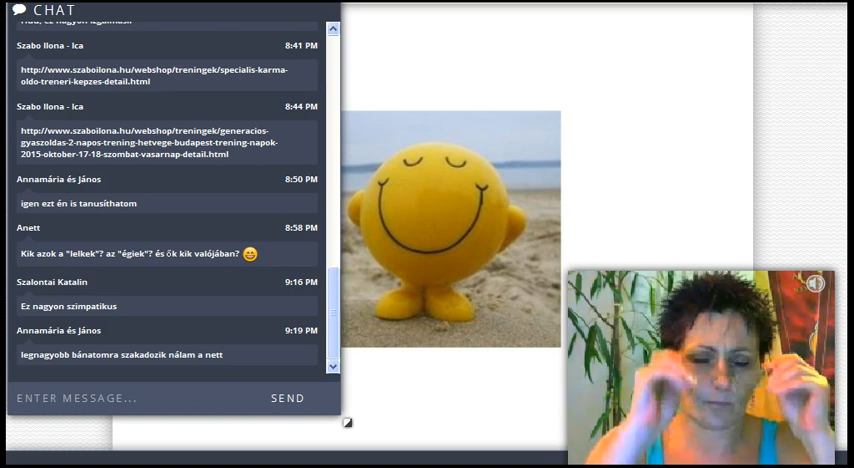 CHAT
Szabo Ilona - Ica 8:41 PM
http://www.szaboilona.hu/webshop/treningek/specialis-karma-
oldo-treneri-kepzes-detail.html
Szabo Ilona - Ica 8:44 PM
http://www.szaboilona.hu/webshop/treningek/generacios-
gyaszoldas-2-napos-trening-hetvege-budapest-trening-napok-
2015-oktober-17-18-szombat-vasarnap-detail.html
Annamária és János 8:50 PM
igen ezt én is tanusíthatom
Anett 8:58 PM
Kik azok a "lelkek"? az "égiek"? és ők kik valójában?
Szalontai Katalin 9:16 PM
Ez nagyon szimpatikus
Annamária és János 9:19 PM
legnagyobb bánatomra szakadozik nálam a nett
ENTER MESSAGE... SEND